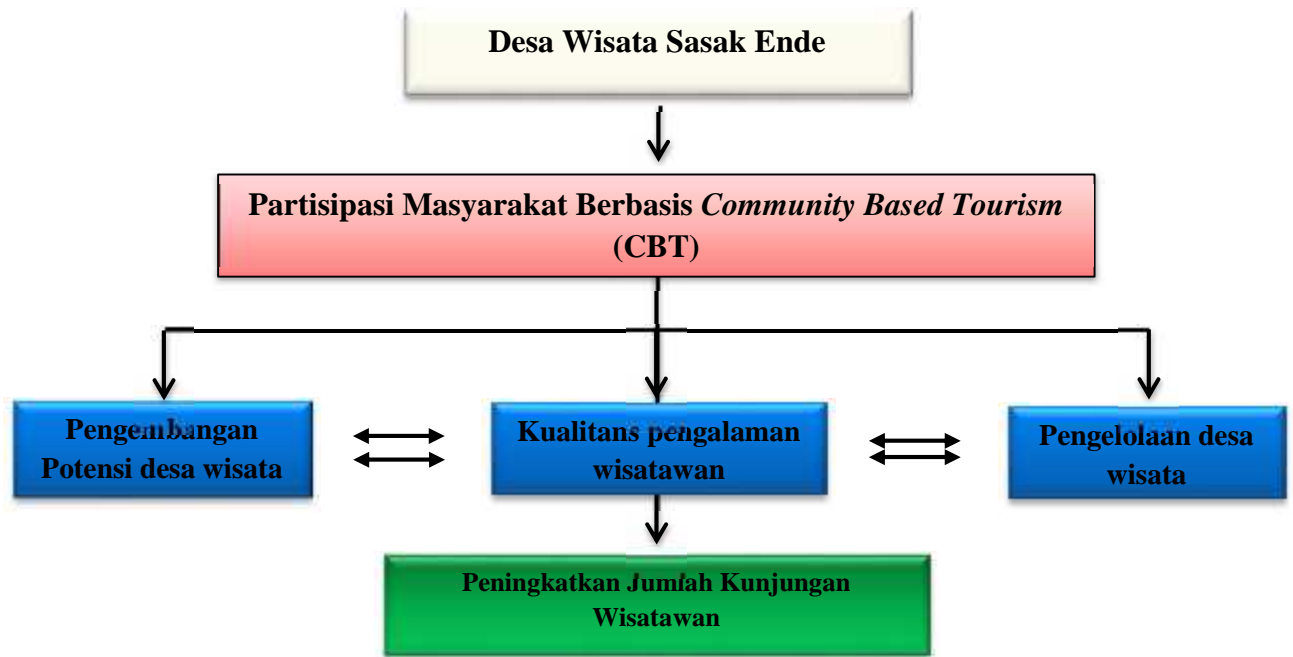 Desa Wisata Sasak Ende
Partisipasi Masyarakat Berbasis Community Based Tourism
(CBT)
Pengembangan
Potensi desa wisata
Kualitans pengalaman
wisatawan
Pengelolaan desa
wisata
Peningkatkan Jumlah Kunjungan
Wisatawan